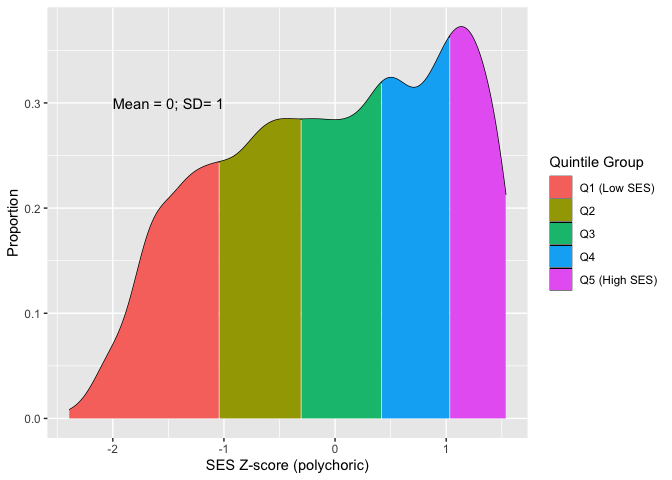 Mean = 0; SD= 1
Proportion
0.3
0.2
0.1
0.0
-2
-1
0
1
SES Z-score (polychoric)
Quintile Group
Q1 (Low SES)
Q2
Q3
Q4
Q5 (High SES)